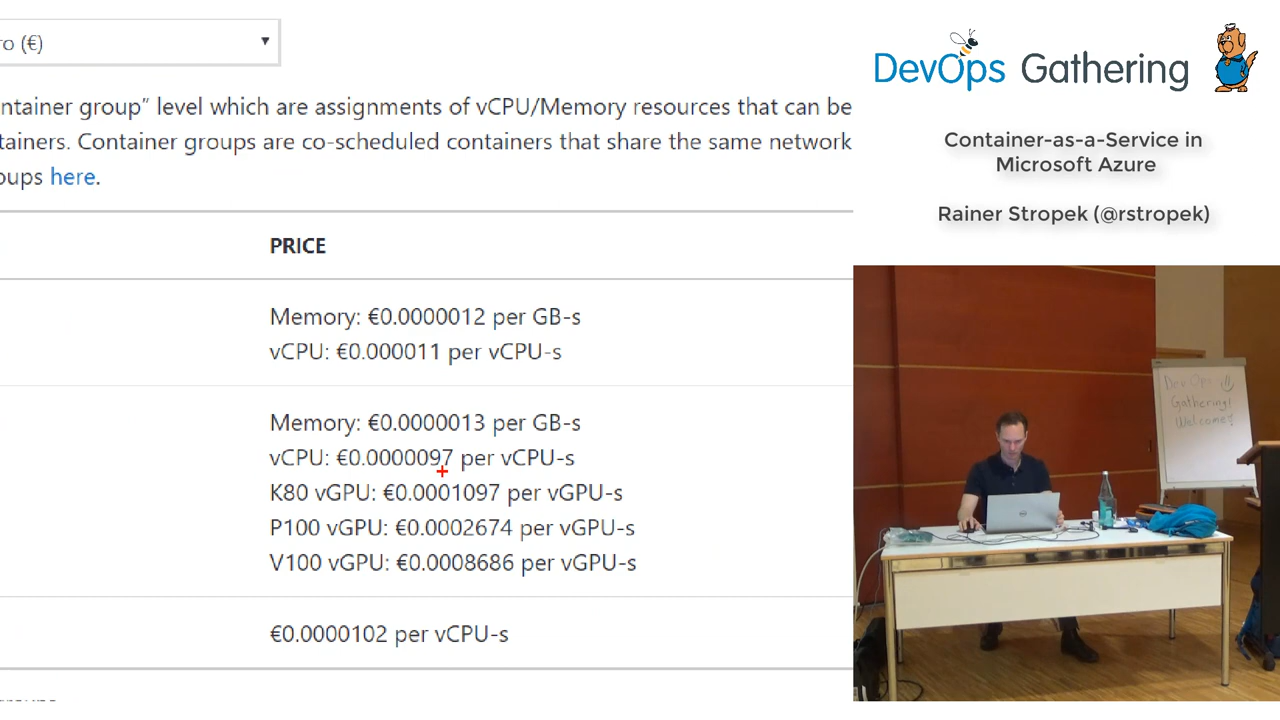 ro (€)
ntainer group” level which are assignments of vCPU/Memory resources that can be
tainers. Container groups are co-scheduled containers that share the same network
oups here.
PRICE
Memory: €0.0000012 per GB-s
vCPU: €0.000011 per vCPU-s
Memory: €0.0000013 per GB-s
vCPU: €0.0000097 per vCPU-s
K80 vGPU: €0.0001097 per vGPU-s
P100 vGPU: €0.0002674 per vGPU-s
V100 vGPU: €0.0008686 per vGPU-s
€0.0000102 per vCPU-s
DevOps Gathering
Container-as-a-Service in
Microsoft Azure
Rainer Stropek (@rstropek)
DevOps
Gathering!
Welcome!